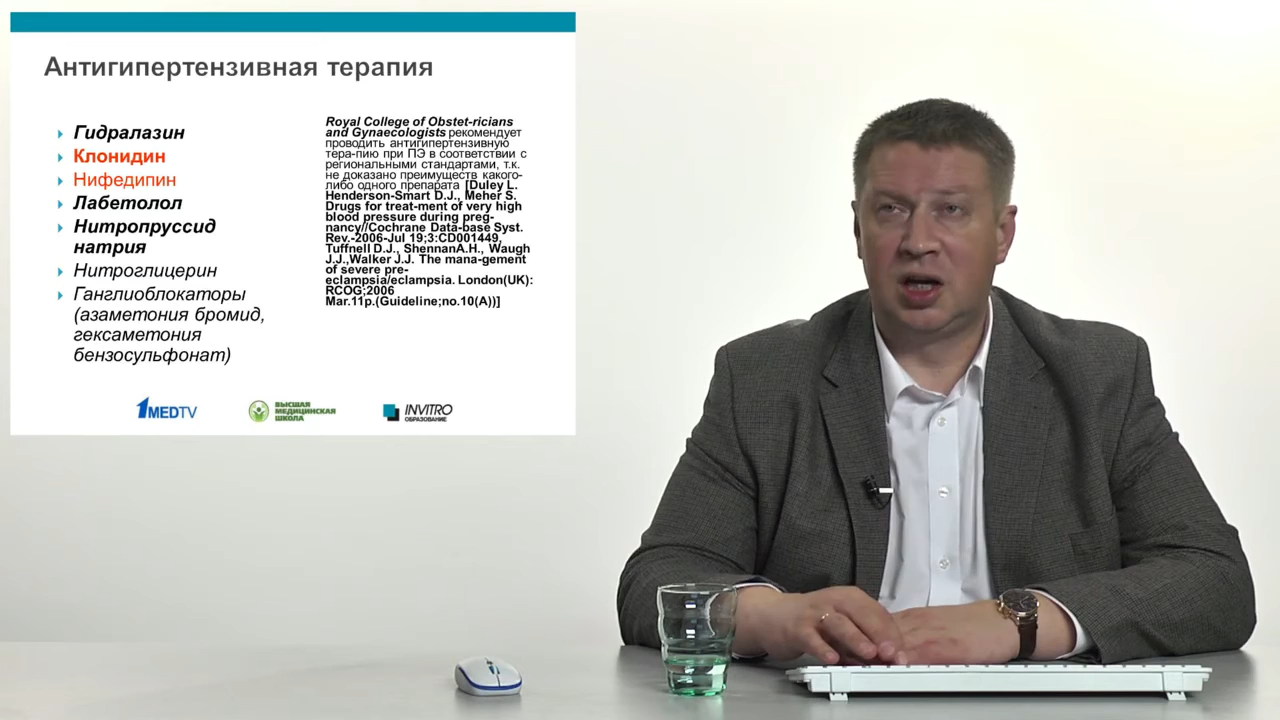 Антигипертензивная терапия
Гидралазин
Клонидин
Нифедипин
Лабетолол
Нитропруссид
натрия
Нитроглицерин
Ганглиоблокаторы
(азаметония бромид,
гексаметония
бензосульфонат)
Royal College of Obstet-ricians
and Gynaecologists рекомендует
проводить антигипертензивную
тера-пию при ПЭ в соответствии с
региональными стандартами, т.к.
не доказано преимуществ какого-
либо одного препарата [Duley L.
Henderson-Smart D.J., Meher S.
Drugs for treat-ment of very high
blood pressure during preg-
nancy//Cochrane Data-base Syst.
Rev.-2006-Jul 19;3:CD001449,
Tuffnell D.J., ShennanA.H., Waugh
J.J.,Walker J.J. The mana-gement
of severe pre-
eclampsia/eclampsia. London(UK):
RCOG;2006
Mar.11p.(Guideline;no.10(A))]
1MEDTV
ВЫСШАЯ
МЕДИЦИНСКАЯ
ШКОЛА
INVITRO
ОБРАЗОВАНИЕ